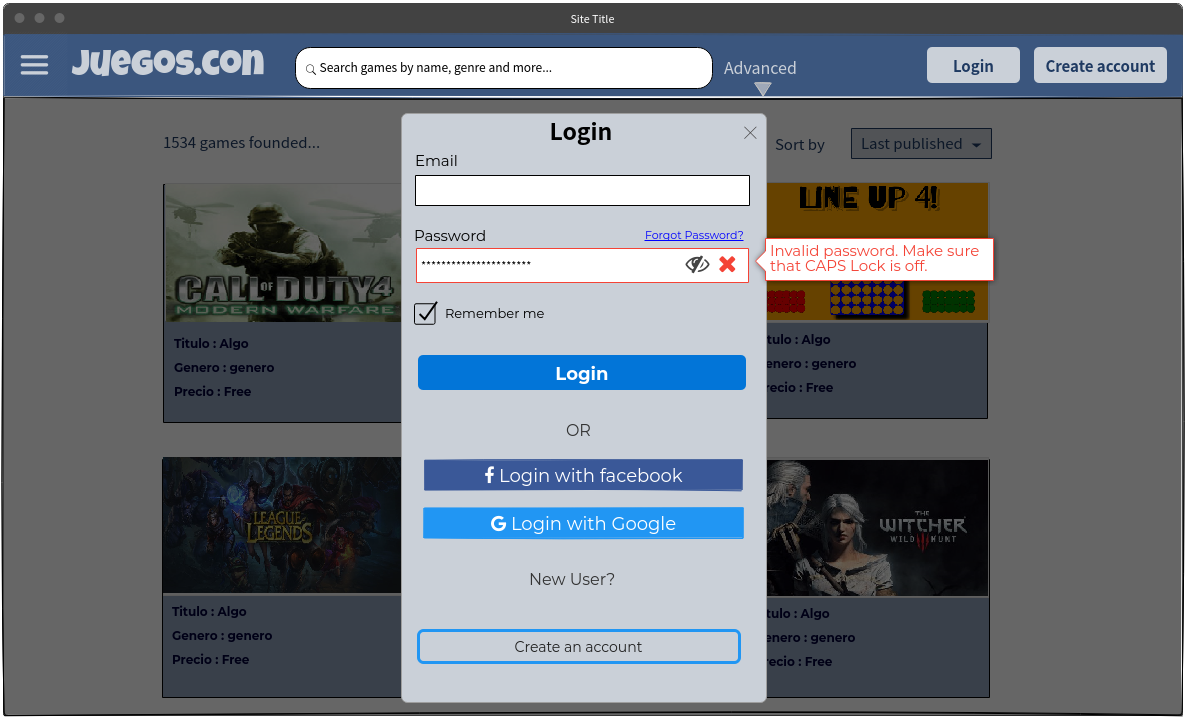 Site Title
Juegos.con
Search games by name, genre and more...
Advanced
Login
Create account
1534 games founded...
Sort by
Last published
Login
Email
Password
Forgot Password?
**********************
Invalid password. Make sure
that CAPS Lock is off.
Remember me
Login
OR
Login with facebook
Login with Google
New User?
Create an account
CALL OF DUTY 4
MODERN WARFARE
Titulo : Algo
Genero : genero
Precio : Free
LINE UP 4!
tulo : Algo
enero : genero
recio : Free
LEAGUE
of
LEGENDS
Titulo : Algo
Genero : genero
Precio : Free
THE
WITCHER
WILD HUNT
tulo : Algo
enero : genero
recio : Free